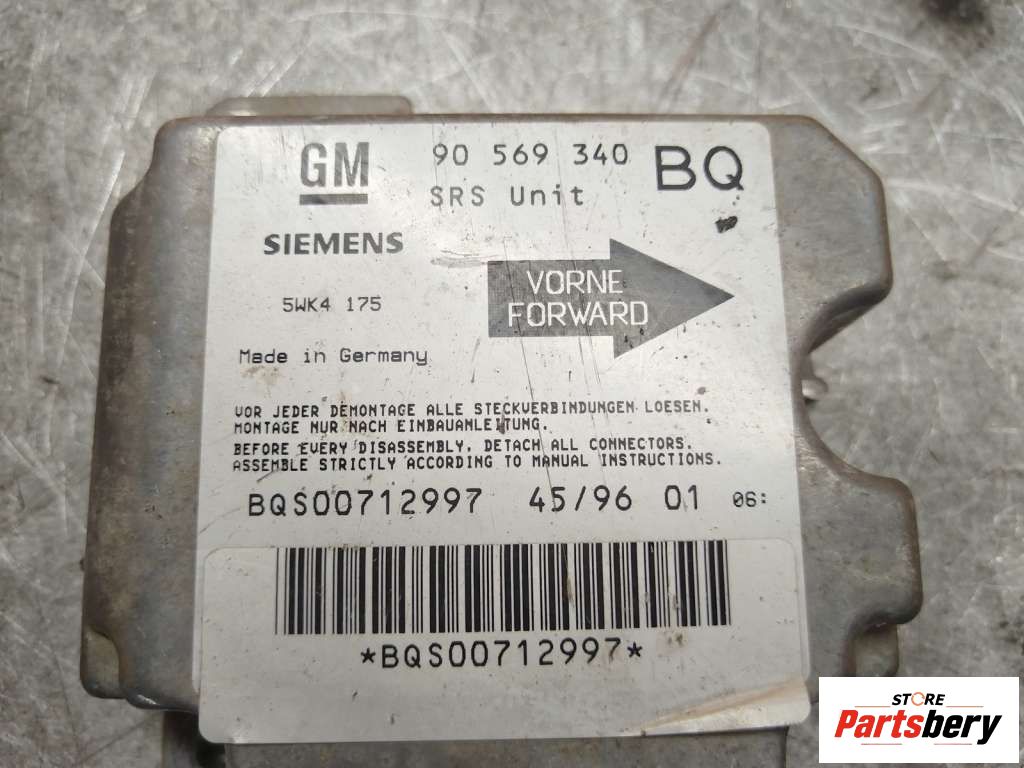 GM 90 569 340 BQ
SRS Unit
SIEMENS
VORNE
FORWARD
5WK4 175
Made in Germany
VOR JEDER DEMONTAGE ALLE STECKVERBINDUNGEN LOESEN.
MONTAGE NUR NACH EINBAUANLEITUNG.
BEFORE EVERY DISASSEMBLY, DETACH ALL CONNECTORS.
ASSEMBLE STRICTLY ACCORDING TO MANUAL INSTRUCTIONS.
BQS00712997 45/96 01 06:
*BQS00712997*
STORE
Partsbery